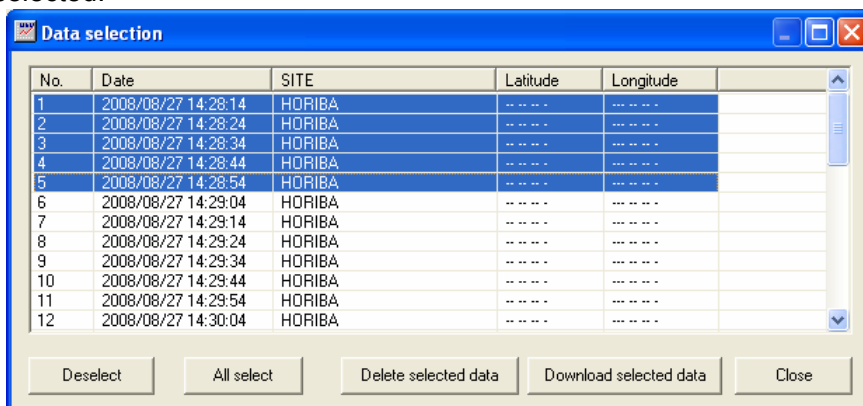 selected.
Data selection
No. Date SITE Latitude Longitude
1 2008/08/27 14:28:14 HORIBA -- -- -- - --- -- -- -
2 2008/08/27 14:28:24 HORIBA -- -- -- - --- -- -- -
3 2008/08/27 14:28:34 HORIBA -- -- -- - --- -- -- -
4 2008/08/27 14:28:44 HORIBA -- -- -- - --- -- -- -
5 2008/08/27 14:28:54 HORIBA -- -- -- - --- -- -- -
6 2008/08/27 14:29:04 HORIBA -- -- -- - --- -- -- -
7 2008/08/27 14:29:14 HORIBA -- -- -- - --- -- -- -
8 2008/08/27 14:29:24 HORIBA -- -- -- - --- -- -- -
9 2008/08/27 14:29:34 HORIBA -- -- -- - --- -- -- -
10 2008/08/27 14:29:44 HORIBA -- -- -- - --- -- -- -
11 2008/08/27 14:29:54 HORIBA -- -- -- - --- -- -- -
12 2008/08/27 14:30:04 HORIBA -- -- -- - --- -- -- -
Deselect All select Delete selected data Download selected data Close